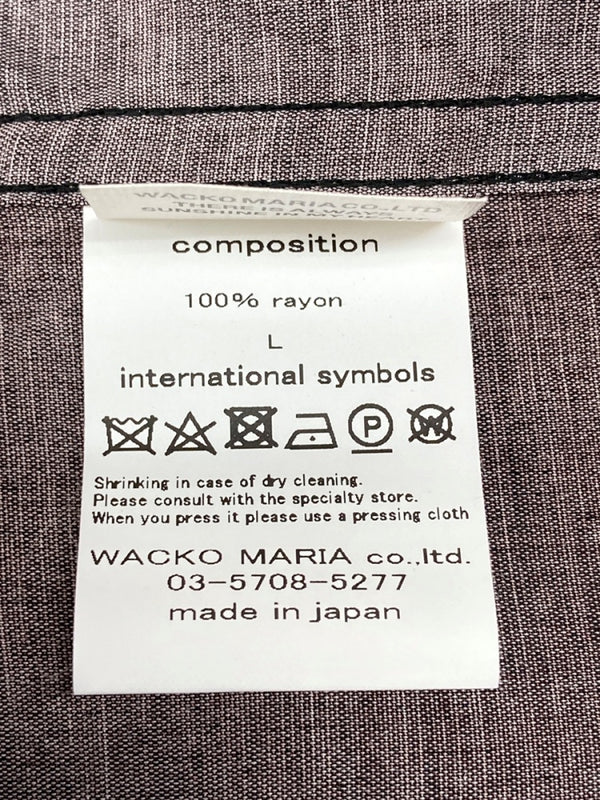 WACKO MARIA CO.,LTD
THERE IS ALWAYS
SUNSHINE IN MY HEART
composition
100% rayon
L
international symbols
P
W
Shrinking in case of dry cleaning.
Please consult with the specialty store.
When you press it please use a pressing cloth
WACKO MARIA co.,ltd.
03-5708-5277
made in japan